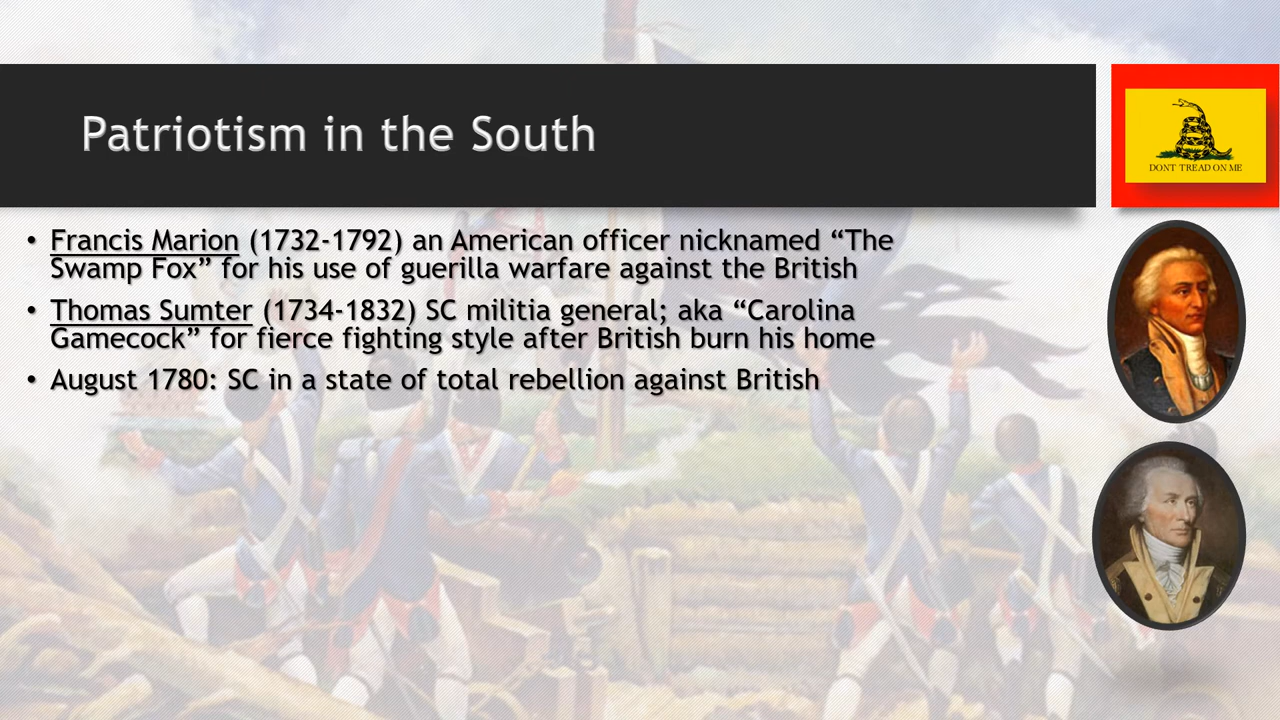 Patriotism in the South
DONT TREAD ON ME
• Francis Marion (1732-1792) an American officer nicknamed “The
Swamp Fox” for his use of guerilla warfare against the British
• Thomas Sumter (1734-1832) SC militia general; aka “Carolina
Gamecock” for fierce fighting style after British burn his home
• August 1780: SC in a state of total rebellion against British